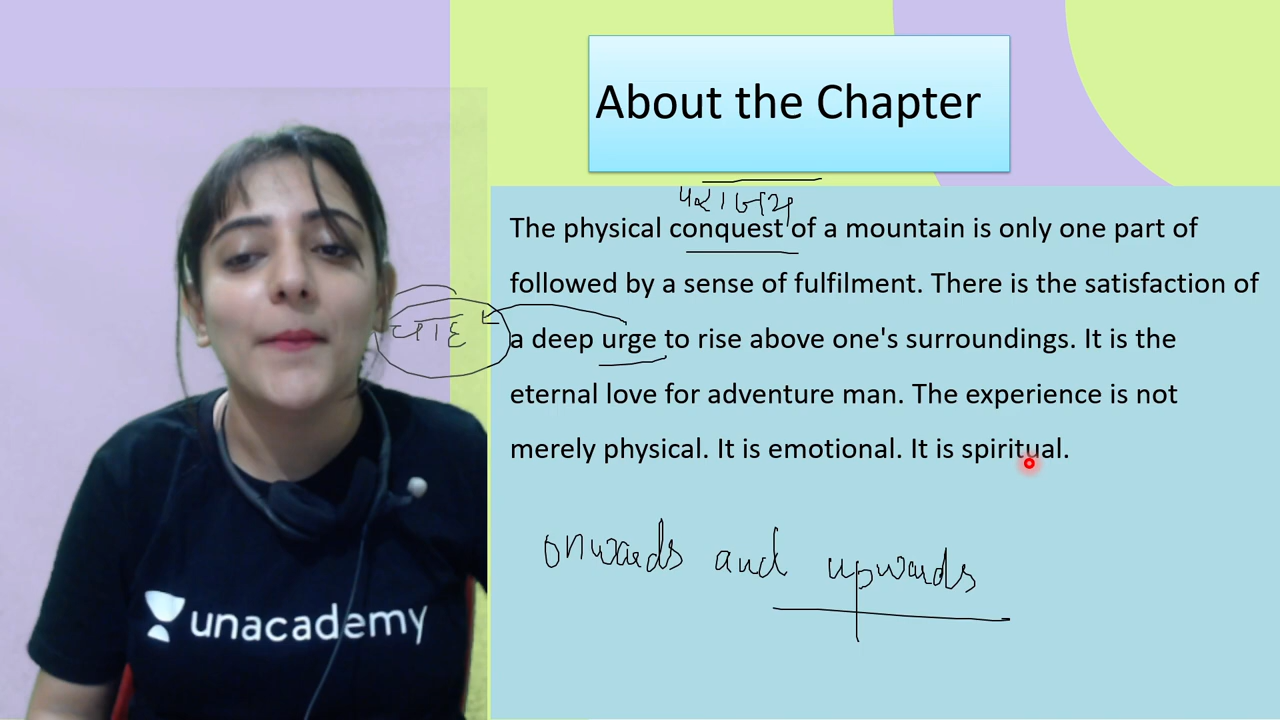 About the Chapter
The physical conquest of a mountain is only one part of
followed by a sense of fulfilment. There is the satisfaction of
a deep urge to rise above one's surroundings. It is the
eternal love for adventure man. The experience is not
merely physical. It is emotional. It is spiritual.
चाह
onwards and upwards
unacademy